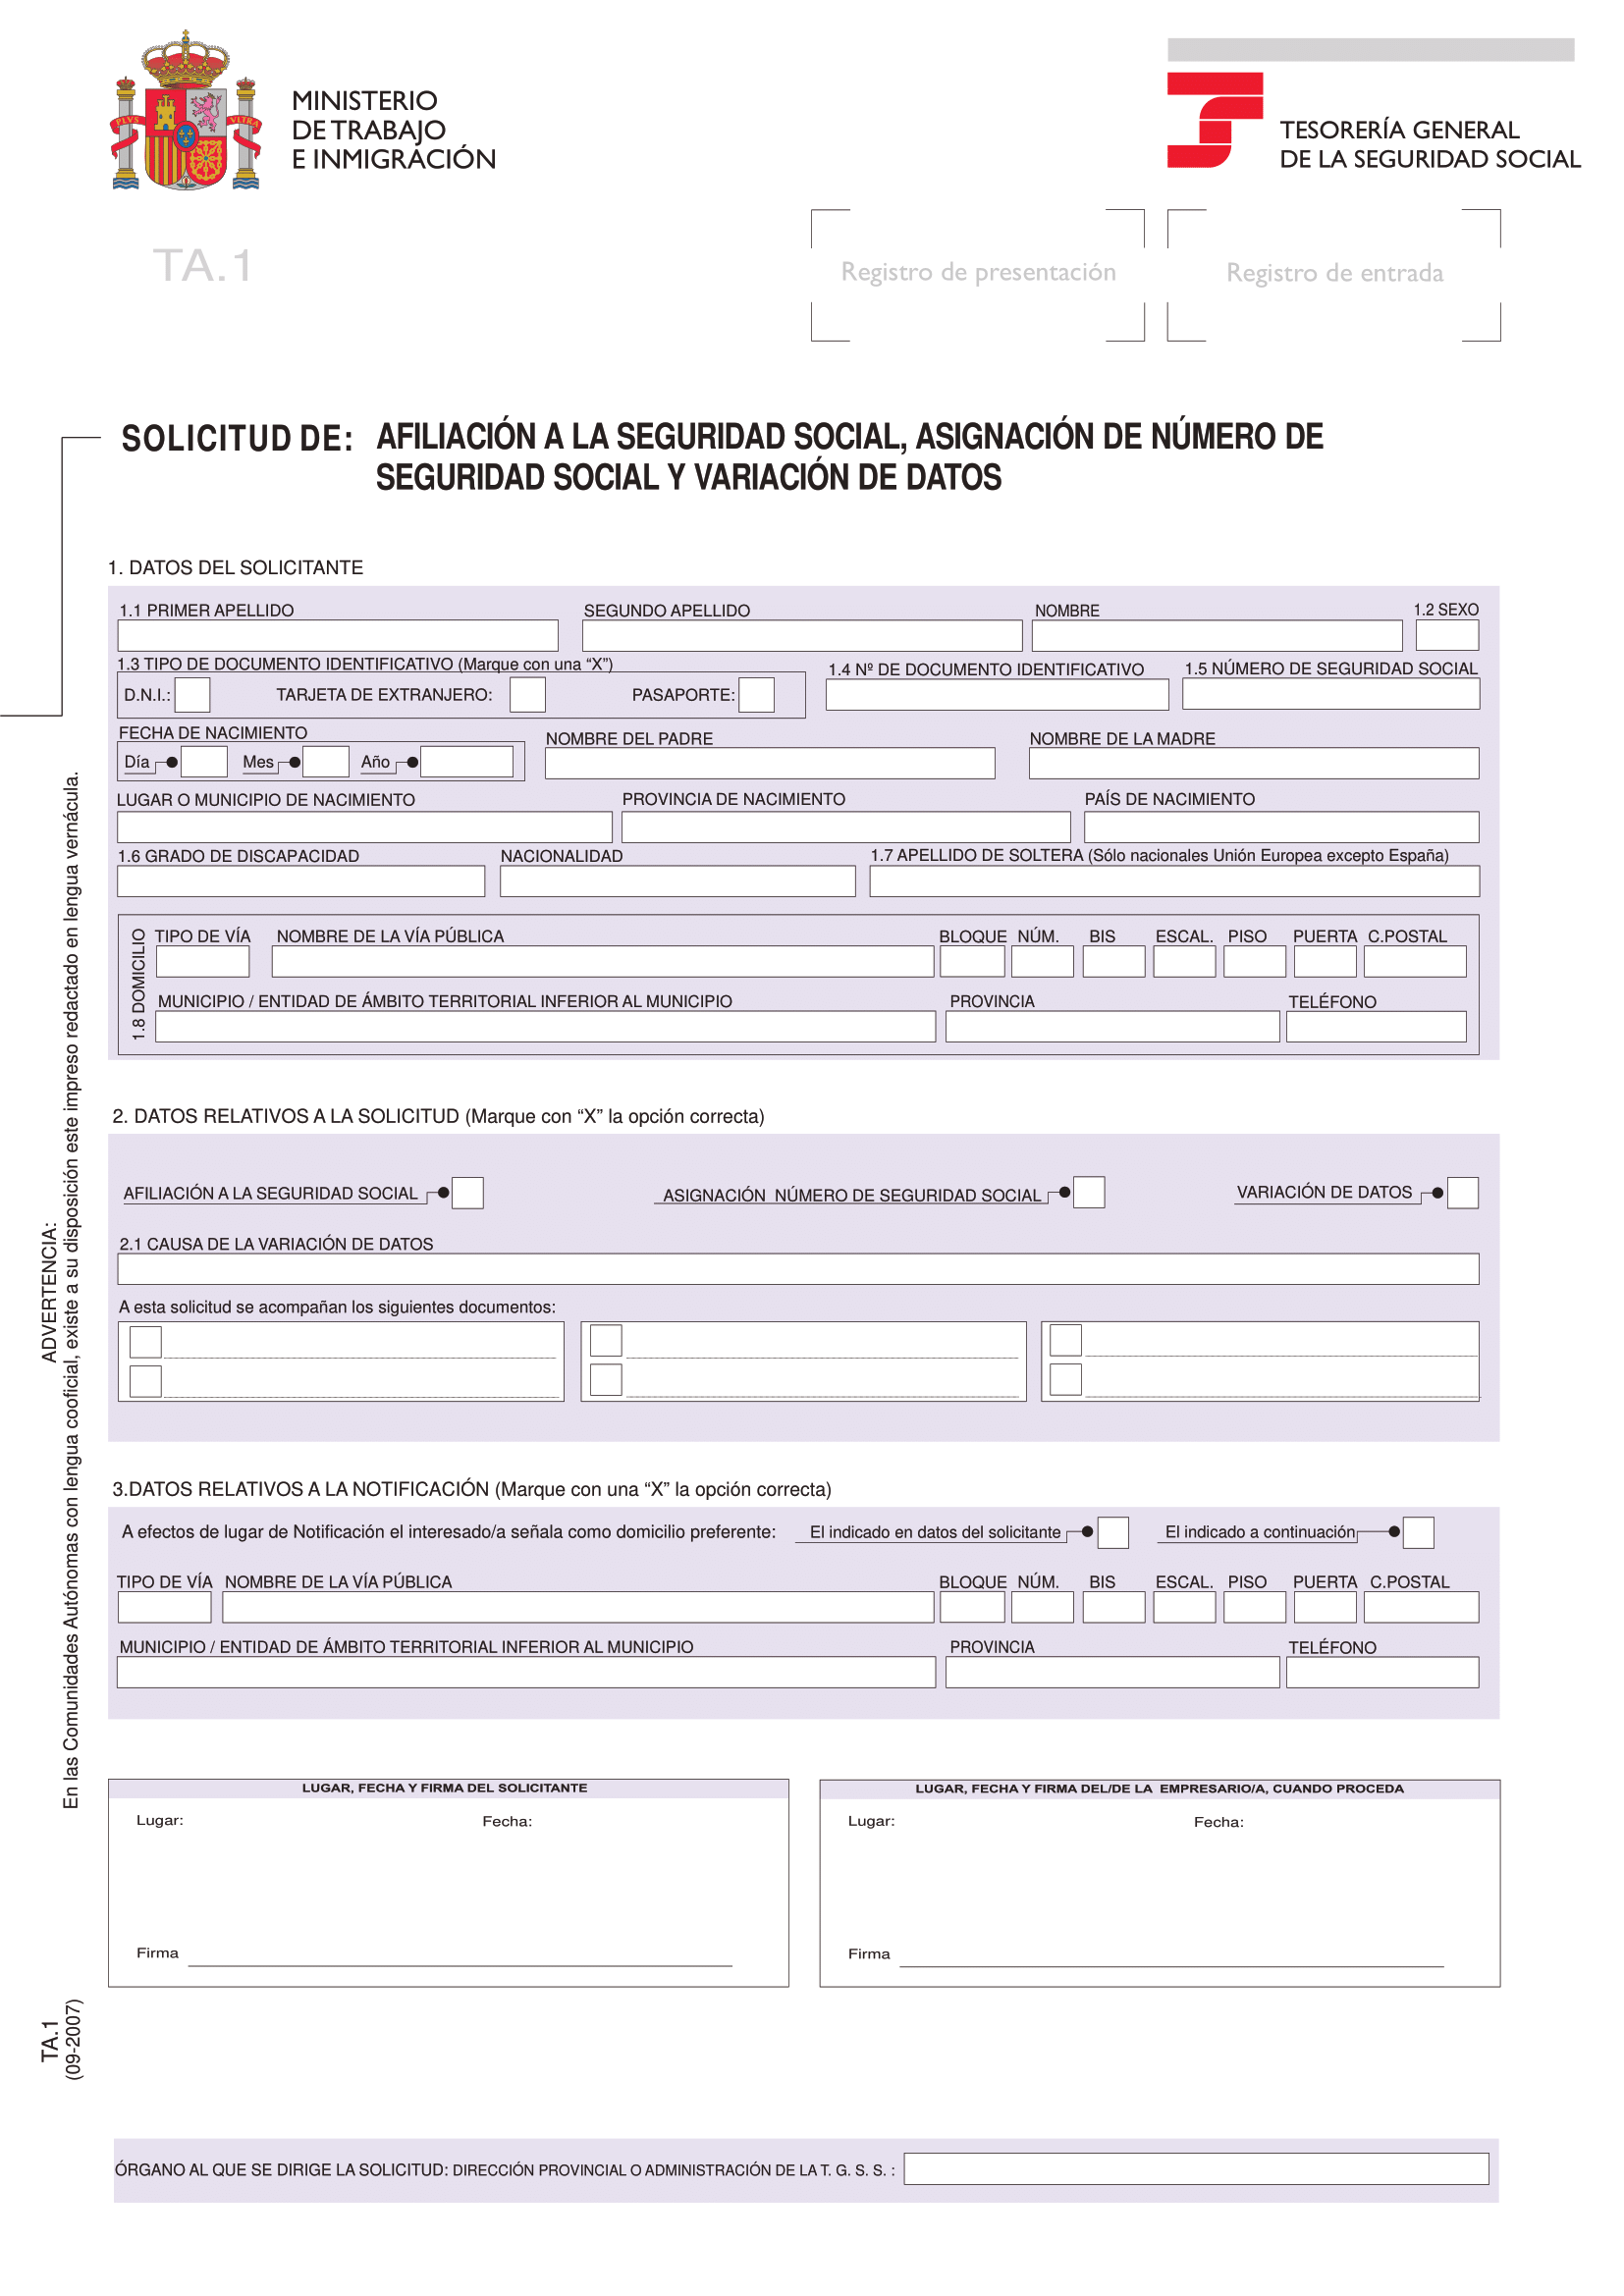 MINISTERIO
DE TRABAJO
E INMIGRACIÓN
PLVS VLTRA
TESORERÍA GENERAL
DE LA SEGURIDAD SOCIAL
TA.1
Registro de presentación
Registro de entrada
SOLICITUD DE: AFILIACIÓN A LA SEGURIDAD SOCIAL, ASIGNACIÓN DE NÚMERO DE
SEGURIDAD SOCIAL Y VARIACIÓN DE DATOS
1. DATOS DEL SOLICITANTE
1.1 PRIMER APELLIDO SEGUNDO APELLIDO NOMBRE 1.2 SEXO
1.3 TIPO DE DOCUMENTO IDENTIFICATIVO (Marque con una “X”) 1.4 Nº DE DOCUMENTO IDENTIFICATIVO 1.5 NÚMERO DE SEGURIDAD SOCIAL
D.N.I.: TARJETA DE EXTRANJERO: PASAPORTE:
FECHA DE NACIMIENTO NOMBRE DEL PADRE NOMBRE DE LA MADRE
Día Mes Año
LUGAR O MUNICIPIO DE NACIMIENTO PROVINCIA DE NACIMIENTO PAÍS DE NACIMIENTO
1.6 GRADO DE DISCAPACIDAD NACIONALIDAD 1.7 APELLIDO DE SOLTERA (Sólo nacionales Unión Europea excepto España)
1.8 DOMICILIO
TIPO DE VÍA NOMBRE DE LA VÍA PÚBLICA BLOQUE NÚM. BIS ESCAL. PISO PUERTA C.POSTAL
MUNICIPIO / ENTIDAD DE ÁMBITO TERRITORIAL INFERIOR AL MUNICIPIO PROVINCIA TELÉFONO
2. DATOS RELATIVOS A LA SOLICITUD (Marque con “X” la opción correcta)
AFILIACIÓN A LA SEGURIDAD SOCIAL ASIGNACIÓN NÚMERO DE SEGURIDAD SOCIAL VARIACIÓN DE DATOS
2.1 CAUSA DE LA VARIACIÓN DE DATOS
A esta solicitud se acompañan los siguientes documentos:
3.DATOS RELATIVOS A LA NOTIFICACIÓN (Marque con una “X” la opción correcta)
A efectos de lugar de Notificación el interesado/a señala como domicilio preferente: El indicado en datos del solicitante El indicado a continuación
TIPO DE VÍA NOMBRE DE LA VÍA PÚBLICA BLOQUE NÚM. BIS ESCAL. PISO PUERTA C.POSTAL
MUNICIPIO / ENTIDAD DE ÁMBITO TERRITORIAL INFERIOR AL MUNICIPIO PROVINCIA TELÉFONO
LUGAR, FECHA Y FIRMA DEL SOLICITANTE
Lugar: Fecha:
Firma
LUGAR, FECHA Y FIRMA DEL/DE LA EMPRESARIO/A, CUANDO PROCEDA
Lugar: Fecha:
Firma
ADVERTENCIA:
En las Comunidades Autónomas con lengua cooficial, existe a su disposición este impreso redactado en lengua vernácula.
TA.1
(09-2007)
ÓRGANO AL QUE SE DIRIGE LA SOLICITUD: DIRECCIÓN PROVINCIAL O ADMINISTRACIÓN DE LA T. G. S. S. :